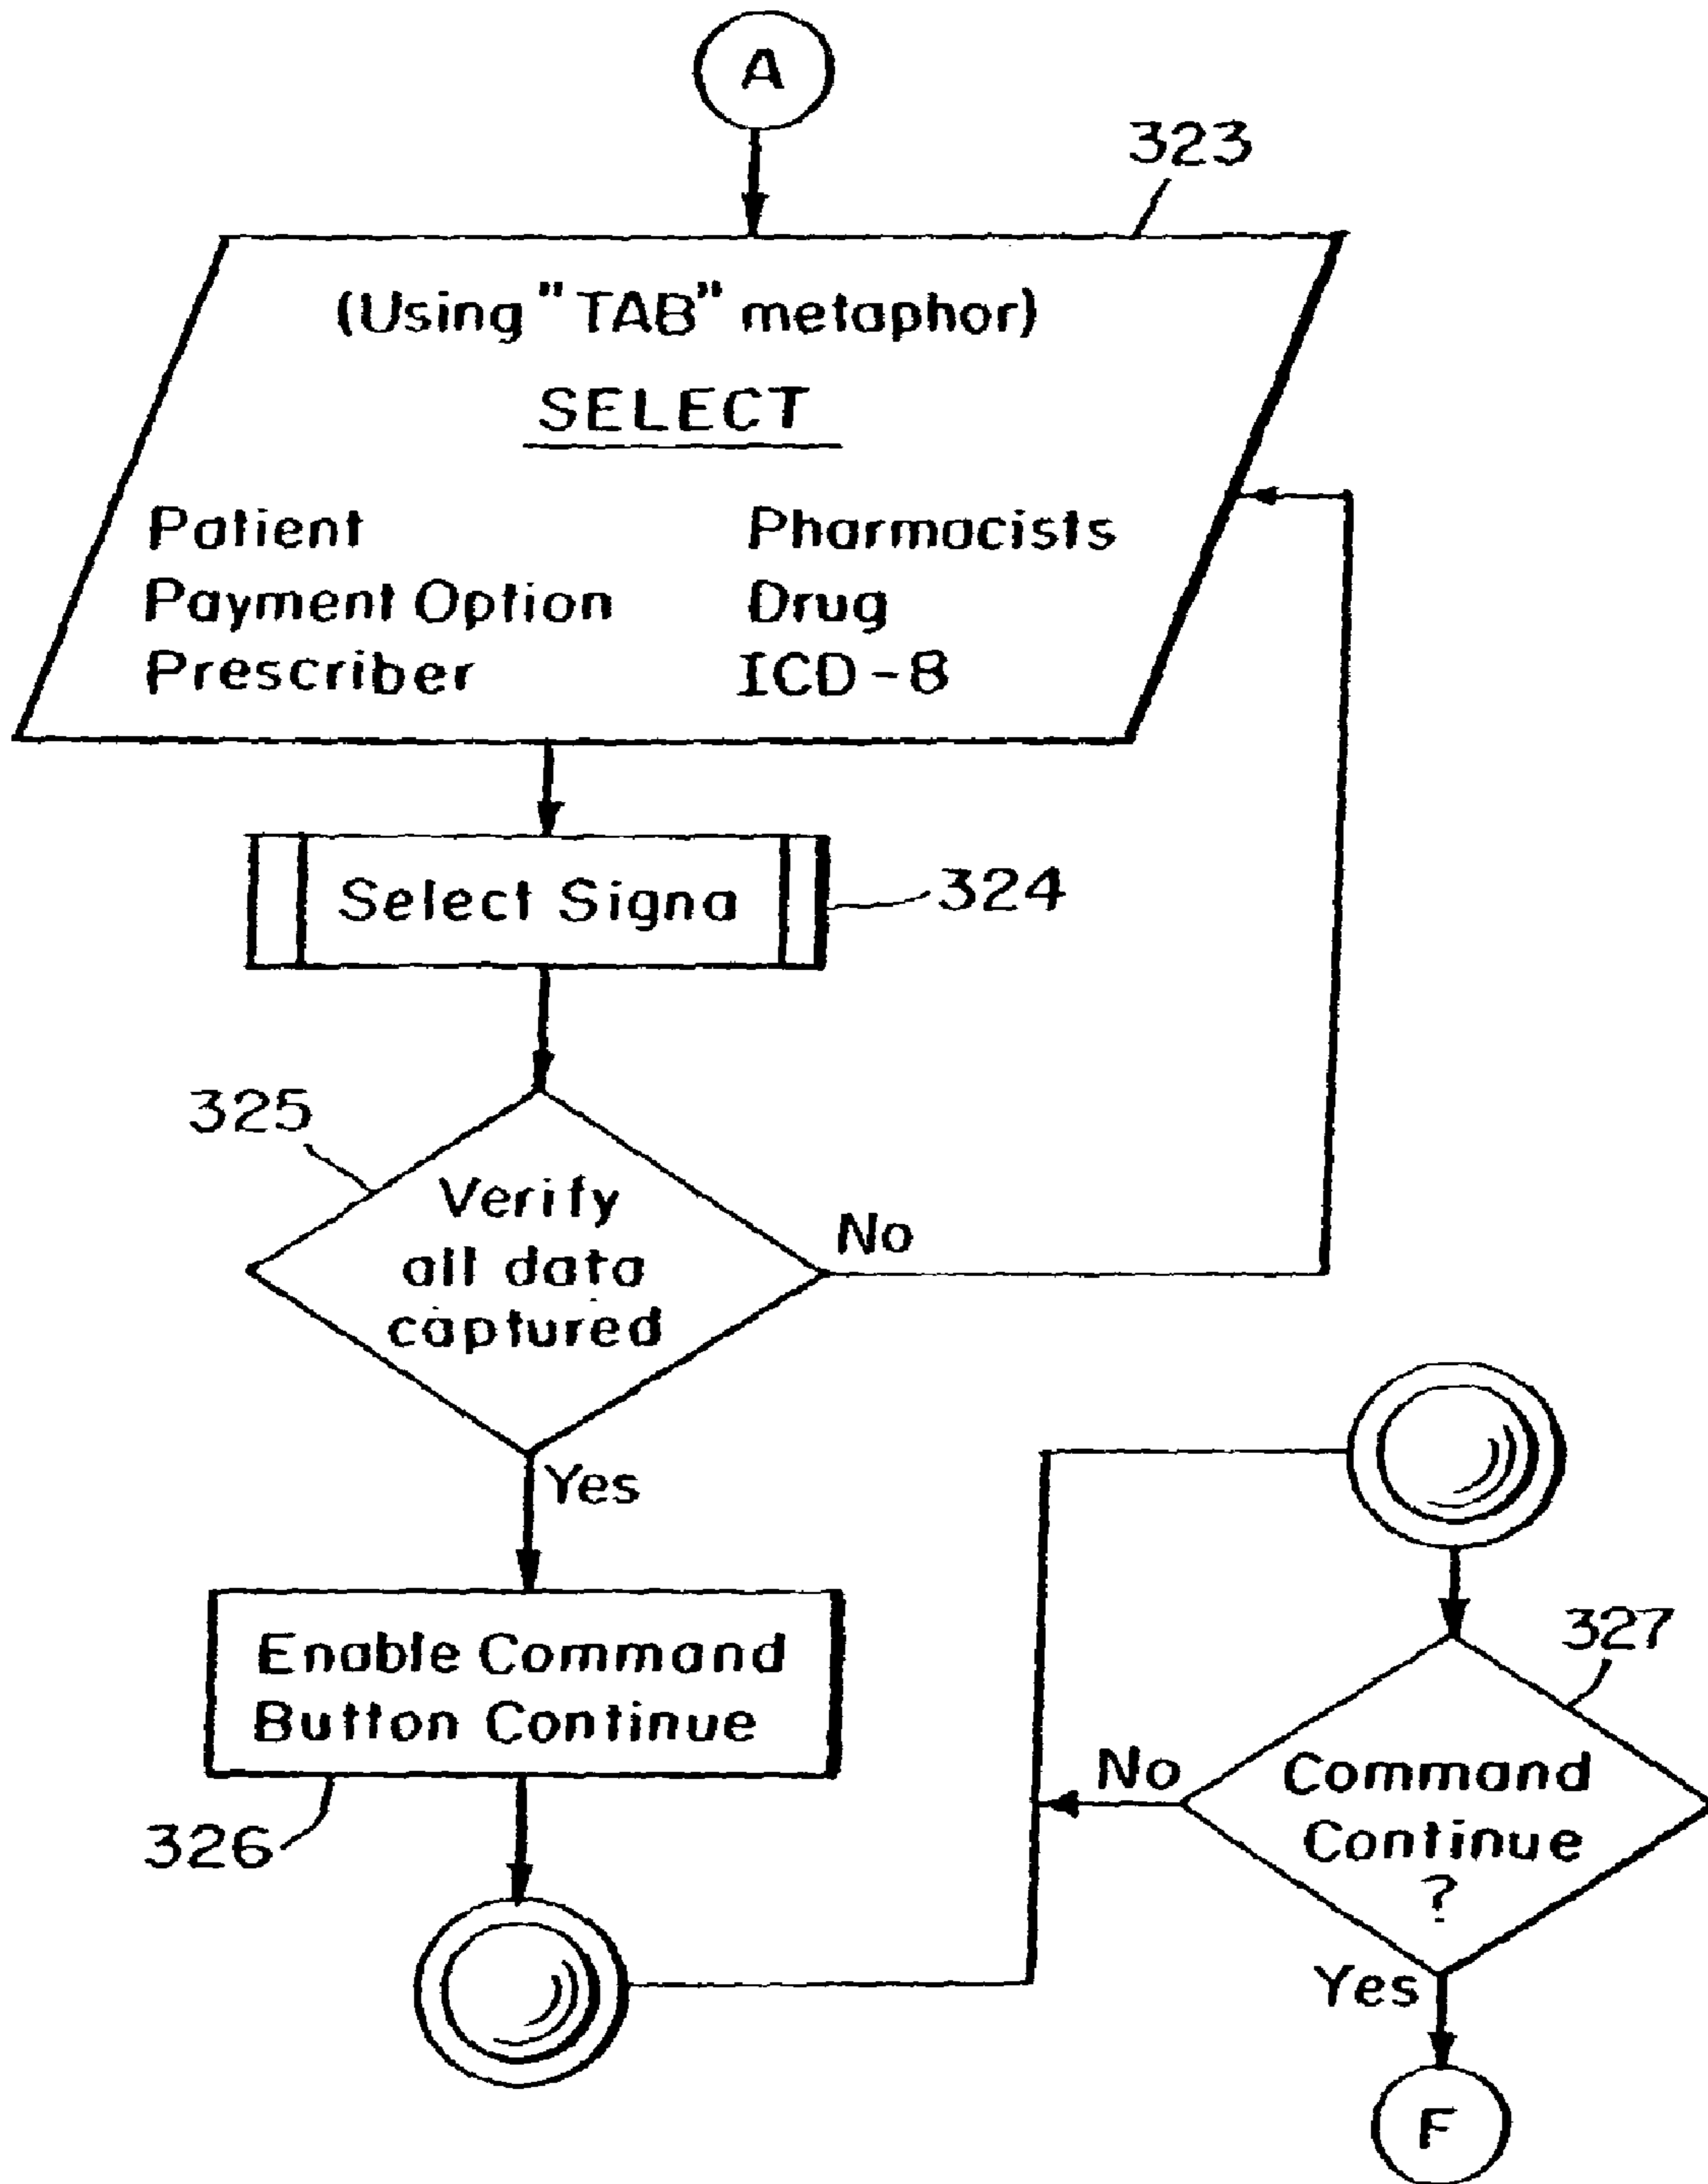 A
323
(Using "TAB" metaphor)
SELECT
Patient Pharmacists
Payment Option Drug
Prescriber ICD-8
Select Signa 324
325
Verify
all data
captured
No
Yes
Enable Command
Button Continue
326
327
No
Command
Continue
?
Yes
F